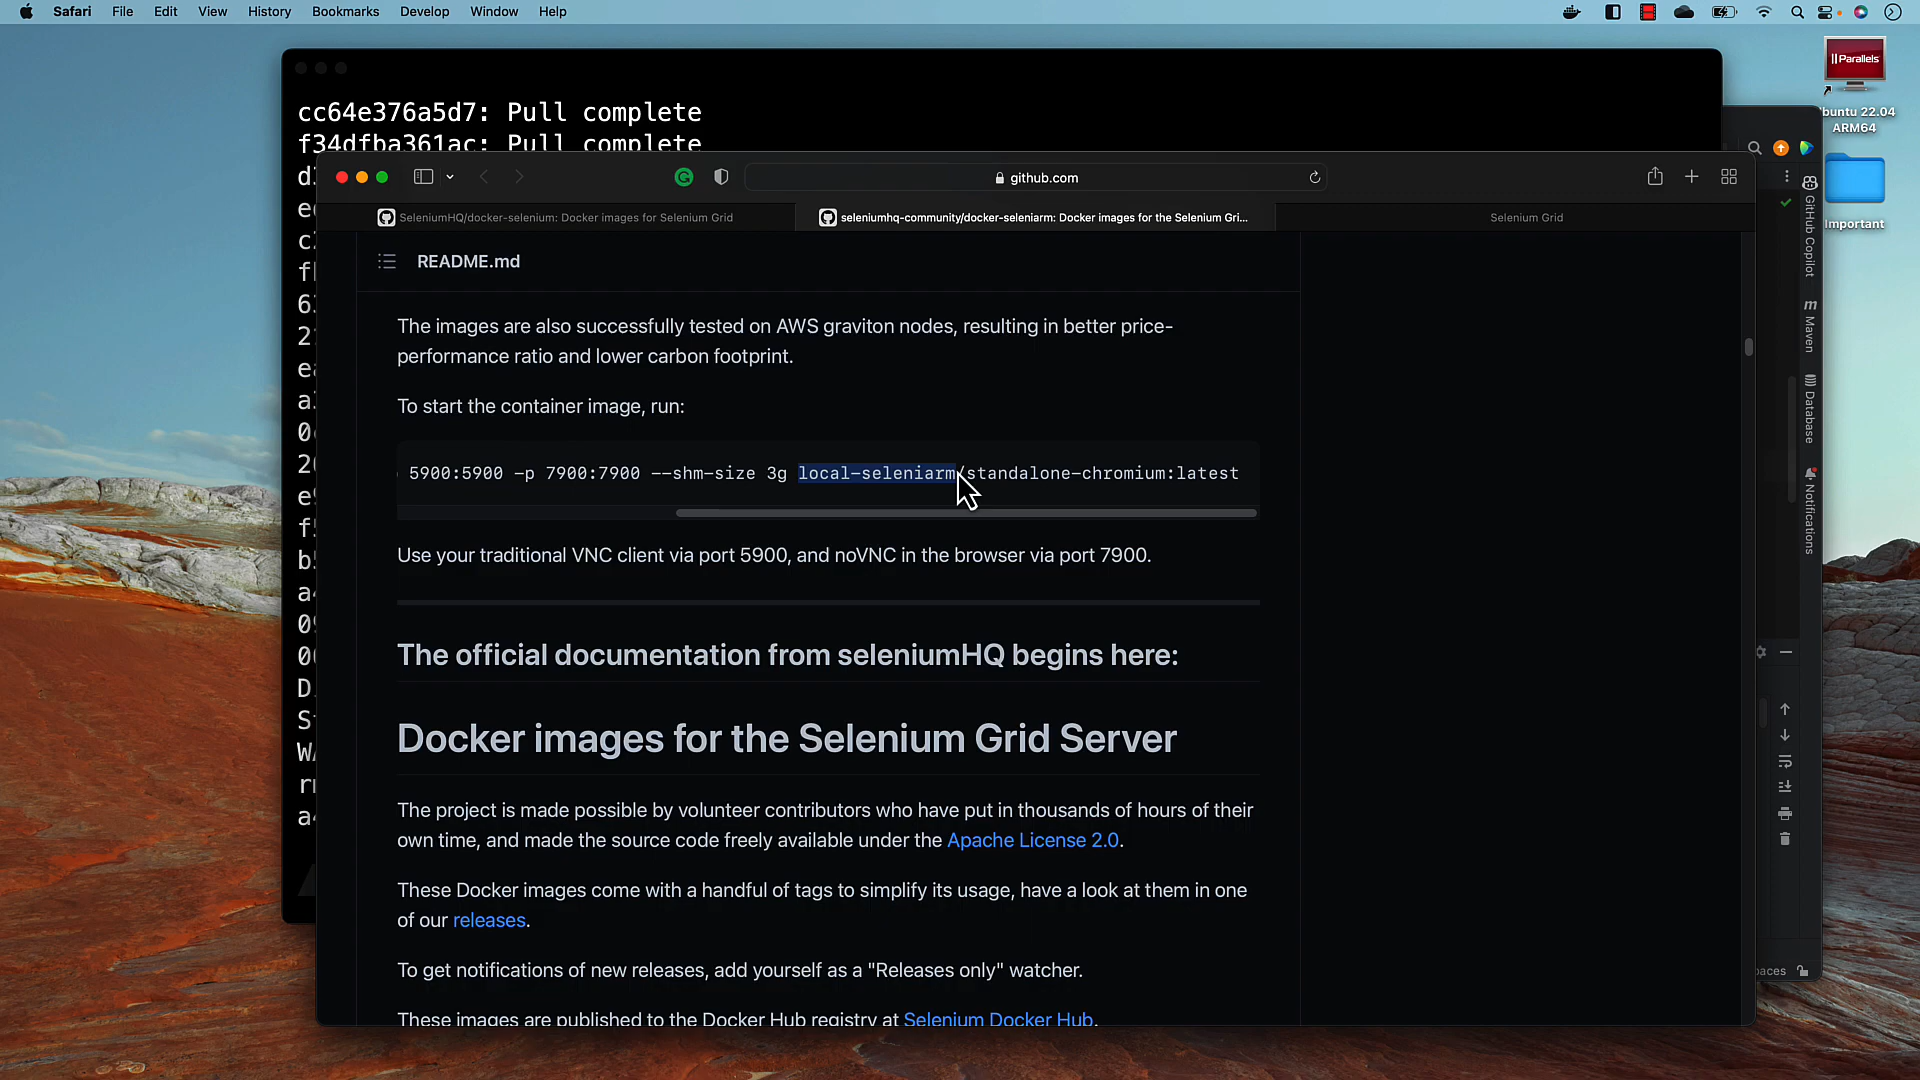 Safari File Edit View History Bookmarks Develop Window Help
Parallels
buntu 22.04
ARM64
Important
cc64e376a5d7: Pull complete
f34dfba361ac: Pull complete
github.com
SeleniumHQ/docker-selenium: Docker images for Selenium Grid
seleniumhq-community/docker-seleniarm: Docker images for the Selenium Gri...
Selenium Grid
README.md
The images are also successfully tested on AWS graviton nodes, resulting in better price-
performance ratio and lower carbon footprint.
To start the container image, run:
5900:5900 -p 7900:7900 --shm-size 3g local-seleniarm/standalone-chromium:latest
Use your traditional VNC client via port 5900, and noVNC in the browser via port 7900.
The official documentation from seleniumHQ begins here:
Docker images for the Selenium Grid Server
The project is made possible by volunteer contributors who have put in thousands of hours of their
own time, and made the source code freely available under the Apache License 2.0.
These Docker images come with a handful of tags to simplify its usage, have a look at them in one
of our releases.
To get notifications of new releases, add yourself as a "Releases only" watcher.
These images are published to the Docker Hub registry at Selenium Docker Hub.
GitHub Copilot
Maven
Database
Notifications
paces